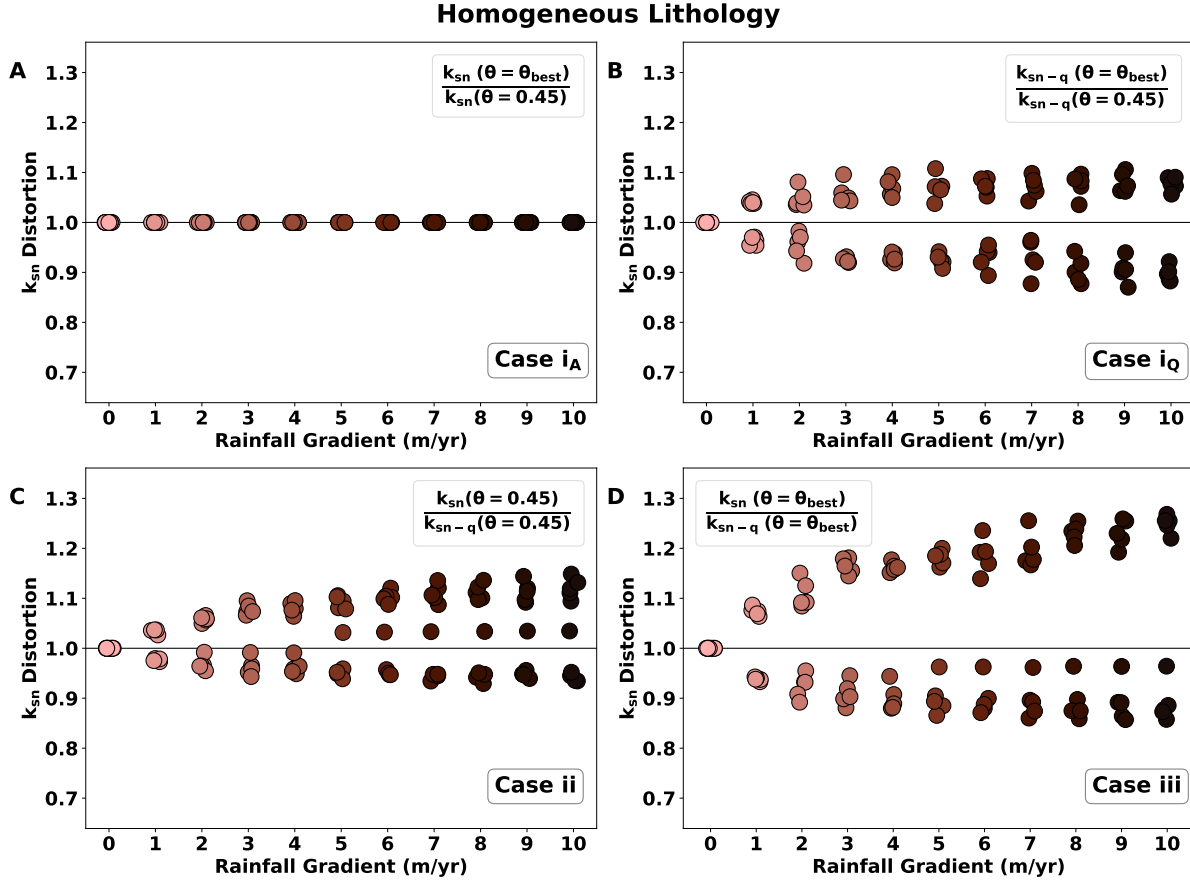 Homogeneous Lithology
A
k_sn (θ = θ_best)
k_sn(θ = 0.45)
1.3
1.2
1.1
1.0
0.9
0.8
0.7
k_sn Distortion
Case i_A
0 1 2 3 4 5 6 7 8 9 10
Rainfall Gradient (m/yr)
B
k_sn-q (θ = θ_best)
k_sn-q(θ = 0.45)
1.3
1.2
1.1
1.0
0.9
0.8
0.7
k_sn Distortion
Case i_Q
0 1 2 3 4 5 6 7 8 9 10
Rainfall Gradient (m/yr)
C
k_sn(θ = 0.45)
k_sn-q(θ = 0.45)
1.3
1.2
1.1
1.0
0.9
0.8
0.7
k_sn Distortion
Case ii
0 1 2 3 4 5 6 7 8 9 10
Rainfall Gradient (m/yr)
D
k_sn (θ = θ_best)
k_sn-q (θ = θ_best)
1.3
1.2
1.1
1.0
0.9
0.8
0.7
k_sn Distortion
Case iii
0 1 2 3 4 5 6 7 8 9 10
Rainfall Gradient (m/yr)